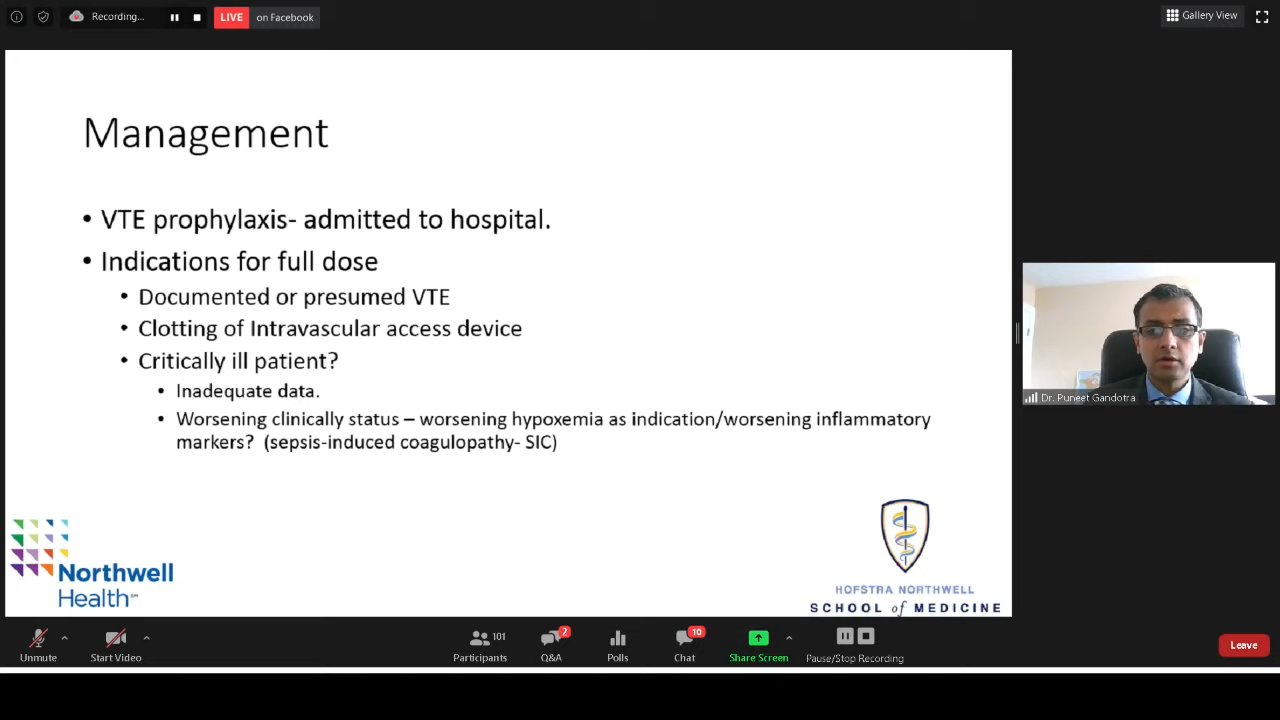 Recording...
LIVE on Facebook
Gallery View
Management
• VTE prophylaxis- admitted to hospital.
• Indications for full dose
• Documented or presumed VTE
• Clotting of Intravascular access device
• Critically ill patient?
• Inadequate data.
• Worsening clinically status – worsening hypoxemia as indication/worsening inflammatory
markers?  (sepsis-induced coagulopathy- SIC)
Dr. Puneet Gandotra
Northwell
Health℠
HOFSTRA NORTHWELL
SCHOOL of MEDICINE
Unmute
Start Video
101
Participants
2
Q&A
Polls
10
Chat
Share Screen
Pause/Stop Recording
Leave